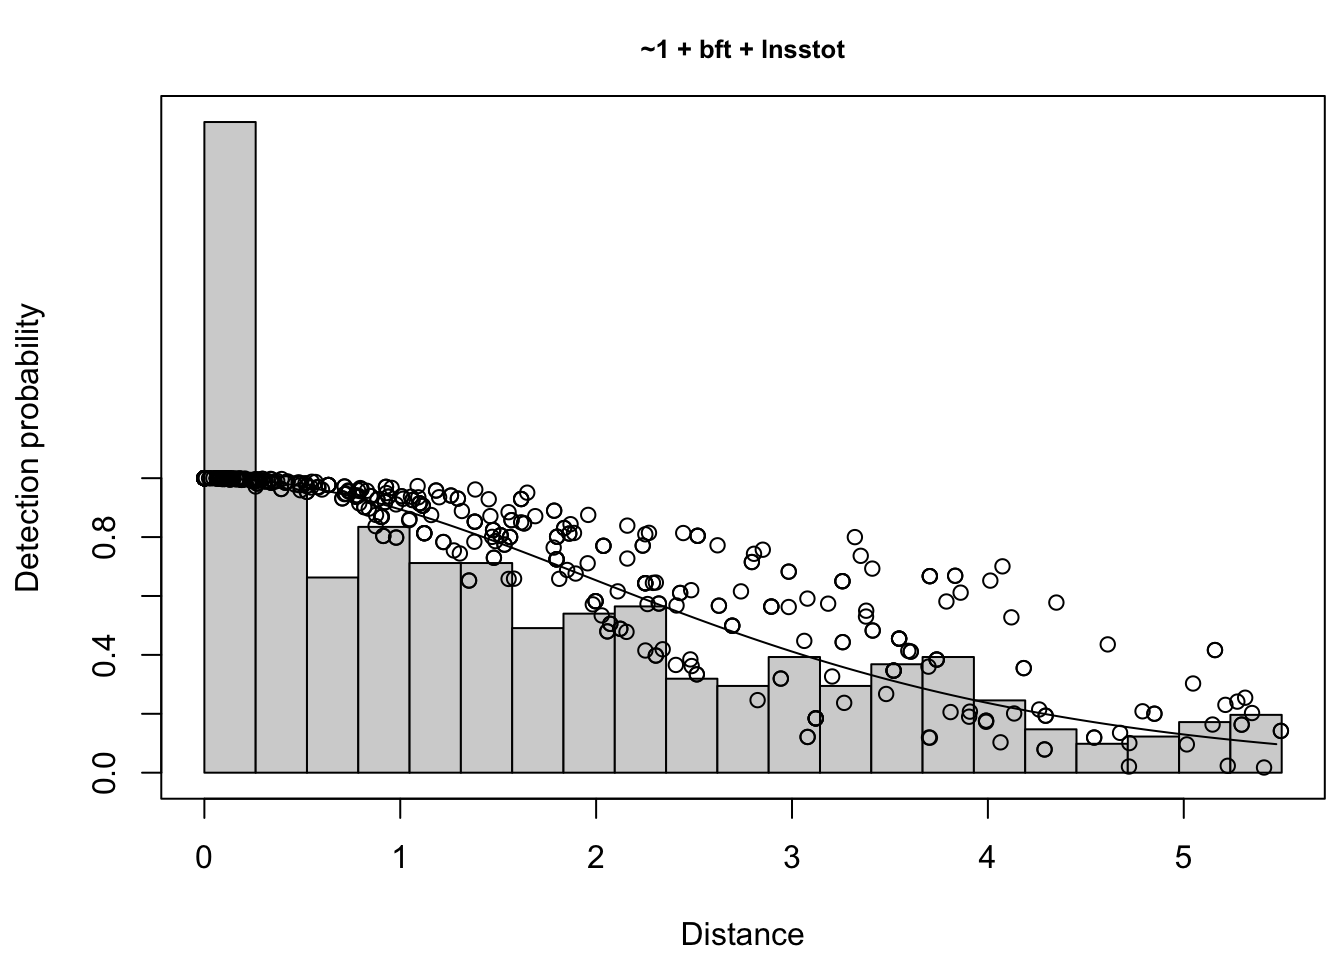 ~1 + bft + lnsstot
Detection probability
0.8
0.4
0.0
0 1 2 3 4 5
Distance